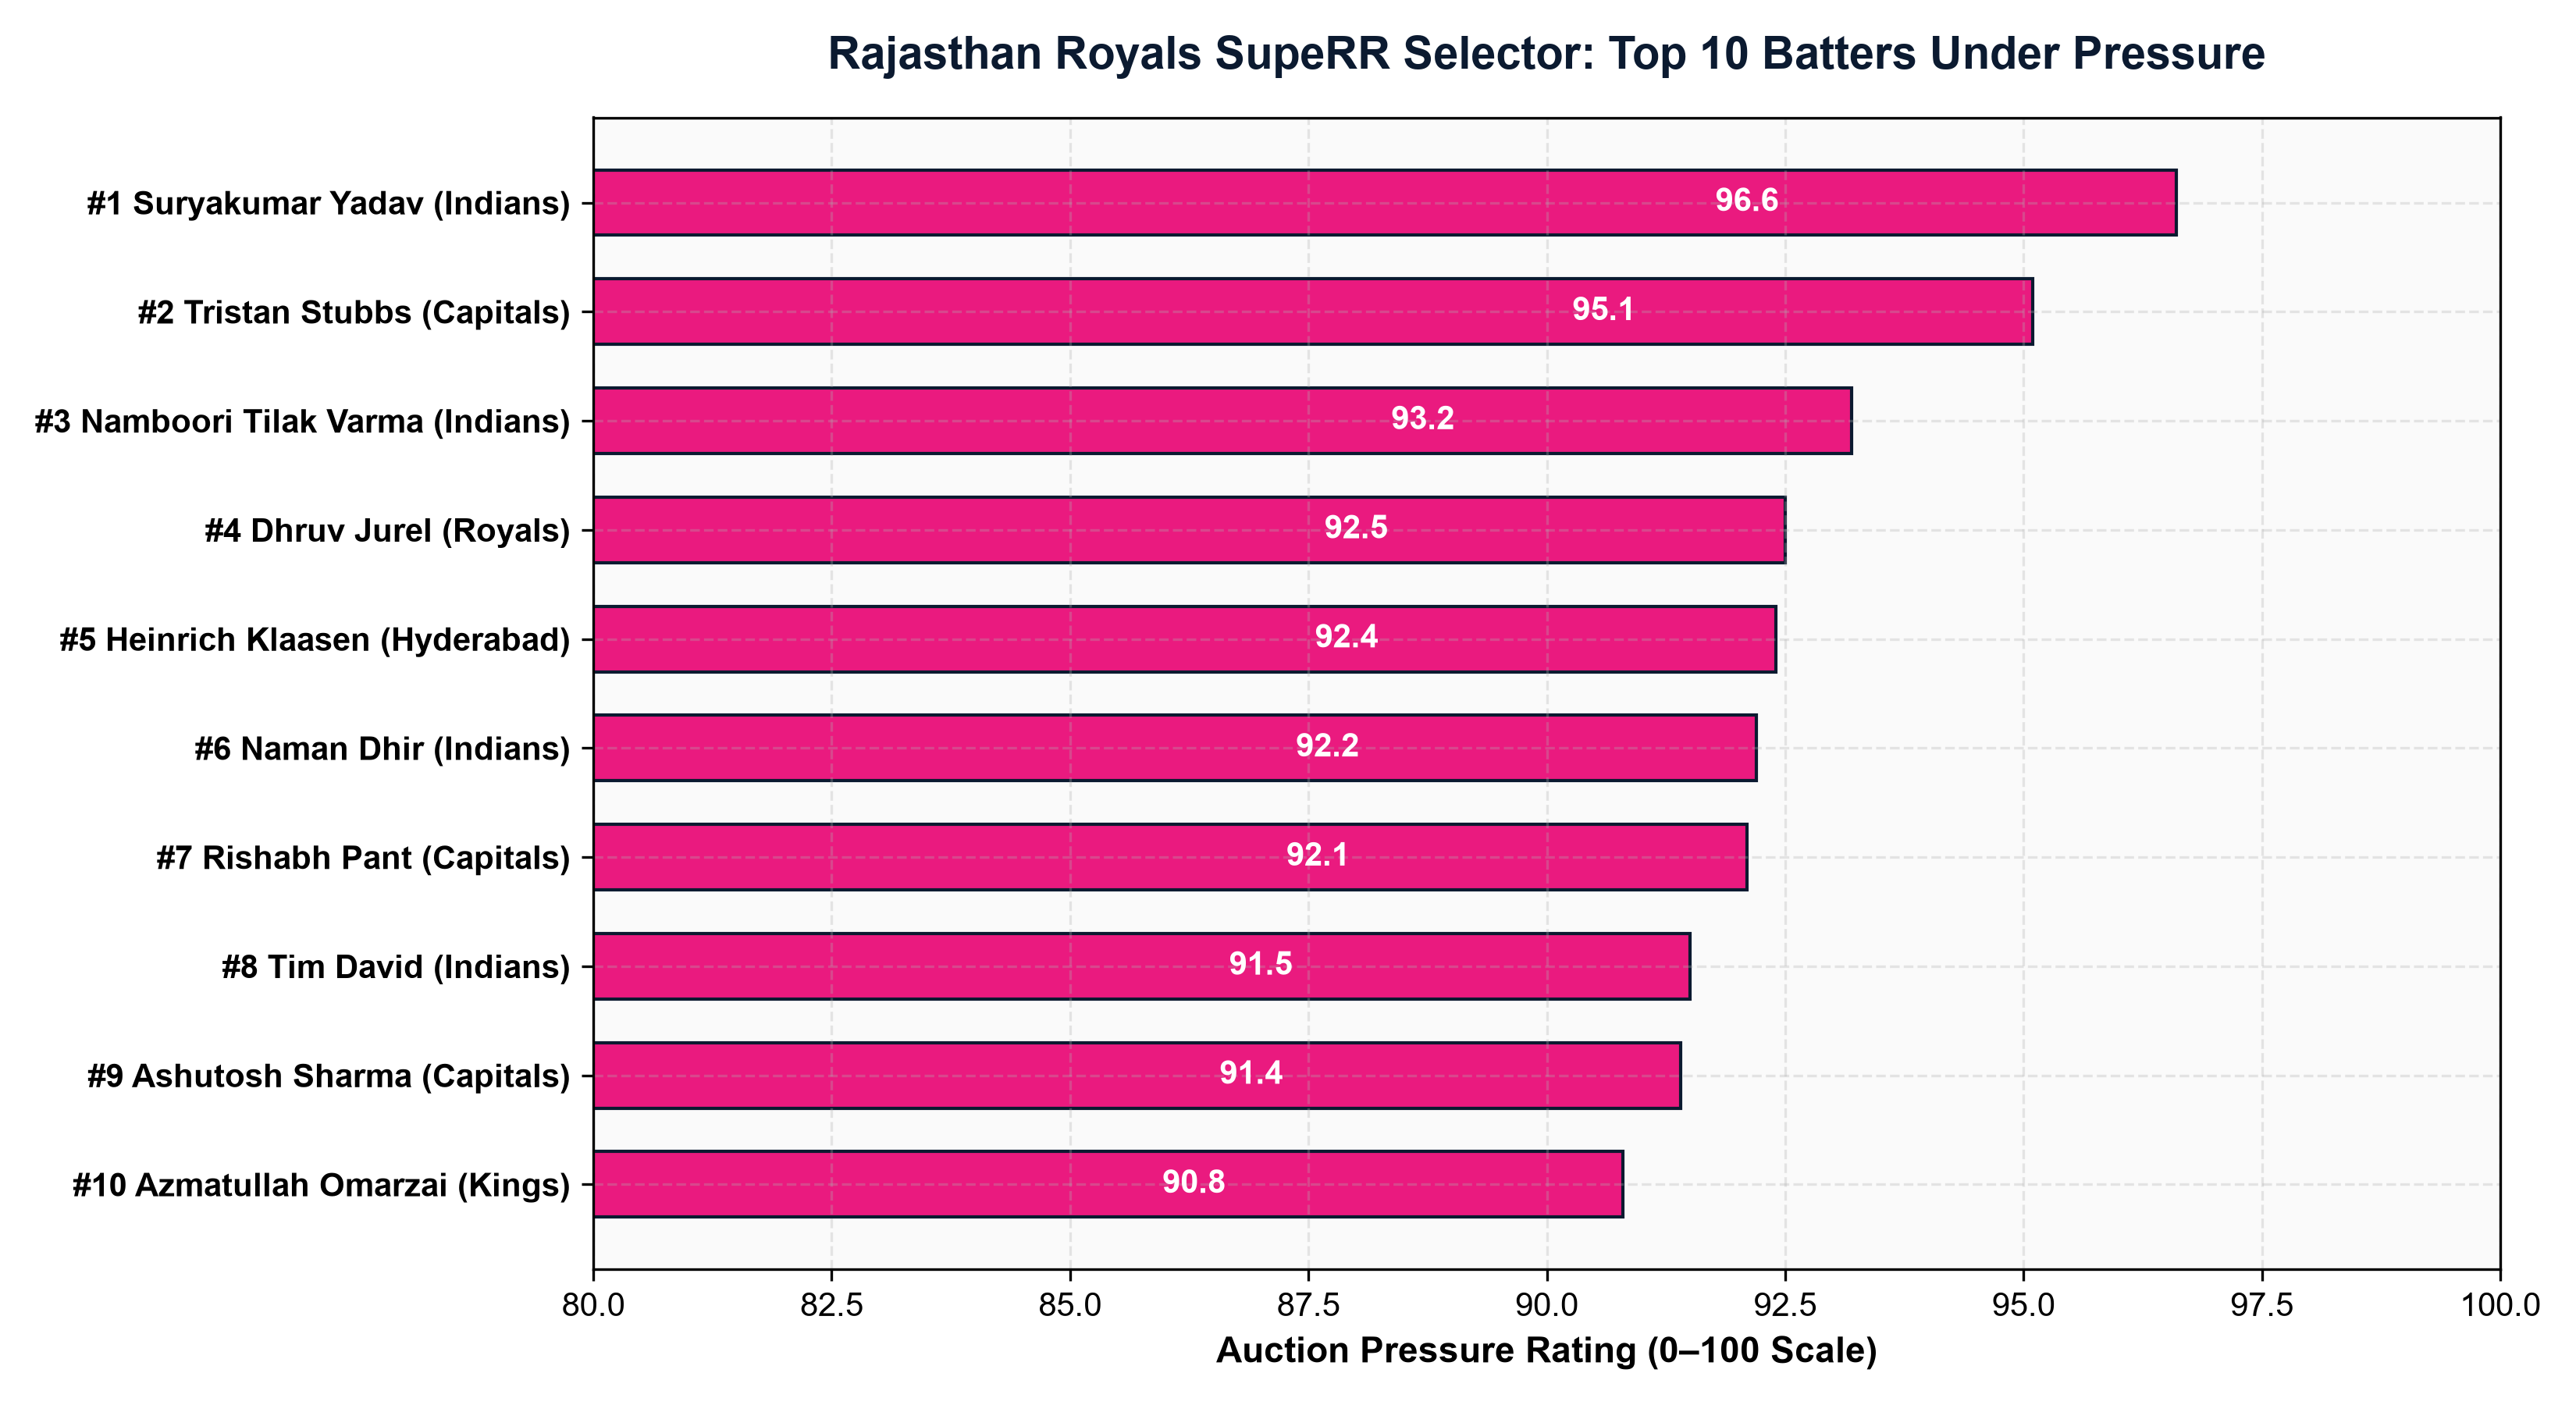 Rajasthan Royals SupeRR Selector: Top 10 Batters Under Pressure
#1 Suryakumar Yadav (Indians) 96.6
#2 Tristan Stubbs (Capitals) 95.1
#3 Namboori Tilak Varma (Indians) 93.2
#4 Dhruv Jurel (Royals) 92.5
#5 Heinrich Klaasen (Hyderabad) 92.4
#6 Naman Dhir (Indians) 92.2
#7 Rishabh Pant (Capitals) 92.1
#8 Tim David (Indians) 91.5
#9 Ashutosh Sharma (Capitals) 91.4
#10 Azmatullah Omarzai (Kings) 90.8
80.0 82.5 85.0 87.5 90.0 92.5 95.0 97.5 100.0
Auction Pressure Rating (0–100 Scale)